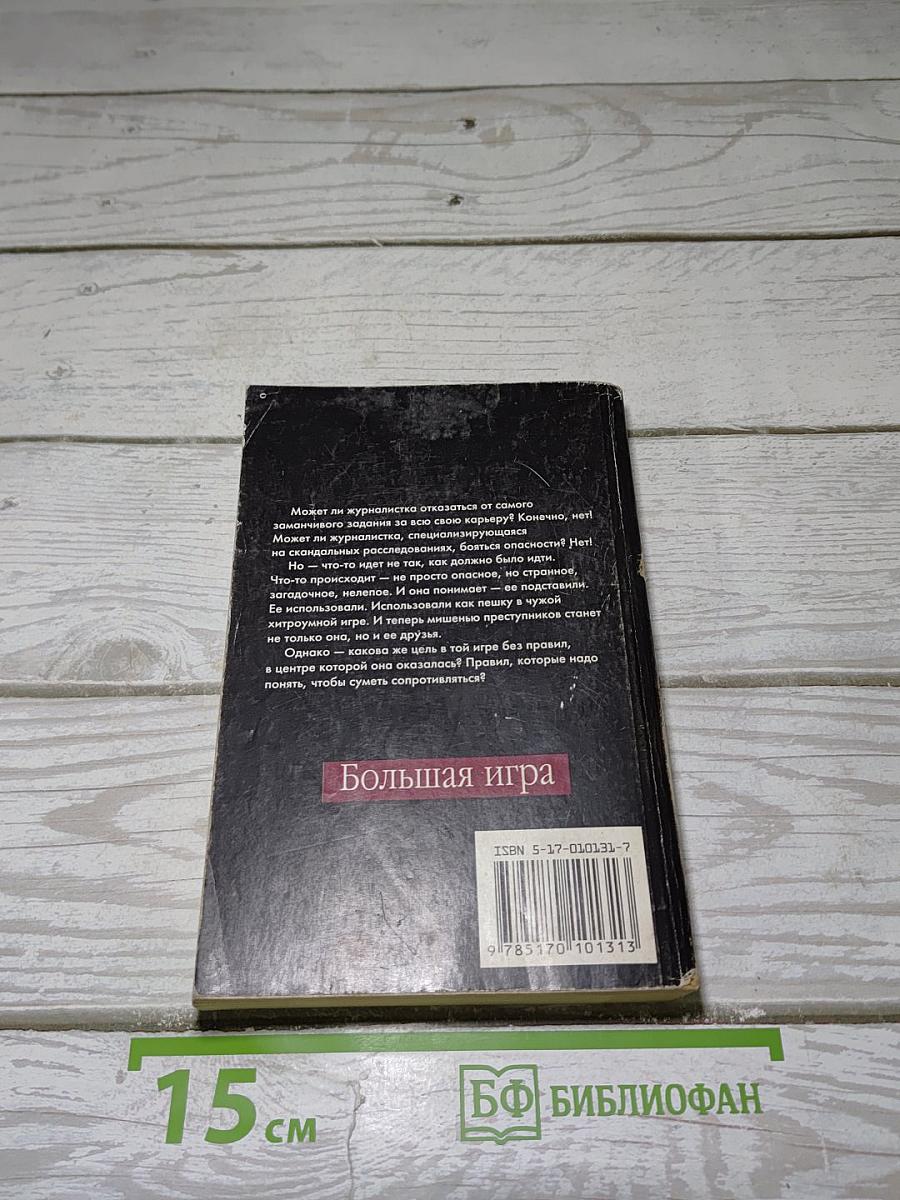 Может ли журналистка отказаться от самого
заманчивого задания за всю свою карьеру? Конечно, нет!
Может ли журналистка, специализирующаяся
на скандальных расследованиях, бояться опасности? Нет!
Но — что-то идет не так, как должно было идти.
Что-то происходит — не просто опасное, но странное,
загадочное, нелепое. И она понимает — ее подставили.
Ее использовали. Использовали как пешку в чужой
хитроумной игре. И теперь мишенью преступников станет
не только она, но и ее друзья.
Однако — какова же цель в той игре без правил,
в центре которой она оказалась? Правил, которые надо
понять, чтобы суметь сопротивляться?
Большая игра
ISBN 5-17-010131-7
9 785170 101313
15 см
БФ БИБЛИОФАН